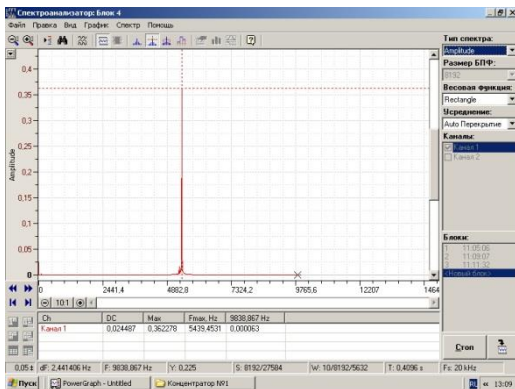 Спектроанализатор: Блок 4
Файл Правка Вид График Спектр Помощь
Тип спектра:
Amplitude
Размер БПФ:
8192
Весовая функция:
Rectangle
Усреднение:
Auto Перекрытие
Каналы:
Канал 1
Канал 2
Блоки:
1 11:05:06
2 11:09:07
3 11:11:32
<Новый блок>
Amplitude
0,4
0,35
0,3
0,25
0,2
0,15
0,1
0,05
0
0 2441,4 4882,8 7324,2 9765,6 12207 1464
10:1
Ch DC Max Fmax, Hz 9838,867 Hz
Канал 1 0,024487 0,362278 5439,4531 0,000063
Стоп
0,05± dF: 2,441406 Hz F: 9838,867 Hz Y: 0,225 S: 8192/27584 W: 10/8192/5632 T: 0,4096 s Fs: 20 kHz
Пуск PowerGraph - Untitled Концентратор №1 13:09